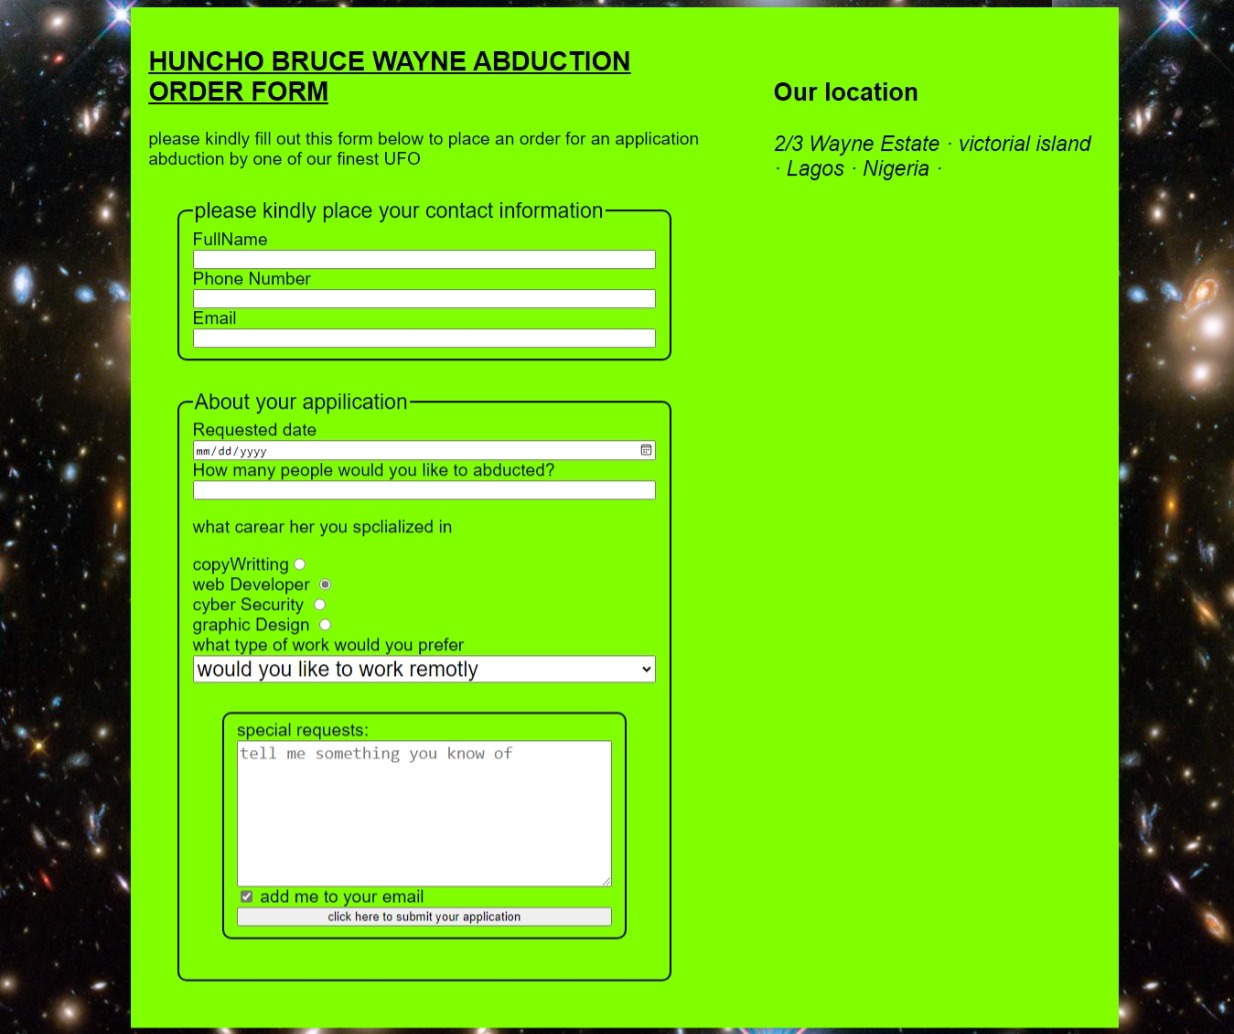 HUNCHO BRUCE WAYNE ABDUCTION
ORDER FORM
please kindly fill out this form below to place an order for an application
abduction by one of our finest UFO
please kindly place your contact information
FullName
Phone Number
Email
About your appilication
Requested date
mm/dd/yyyy
How many people would you like to abducted?
what carear her you spclialized in
copyWritting
web Developer
cyber Security
graphic Design
what type of work would you prefer
would you like to work remotly
special requests:
tell me something you know of
add me to your email
click here to submit your application
Our location
2/3 Wayne Estate · victorial island
· Lagos · Nigeria ·